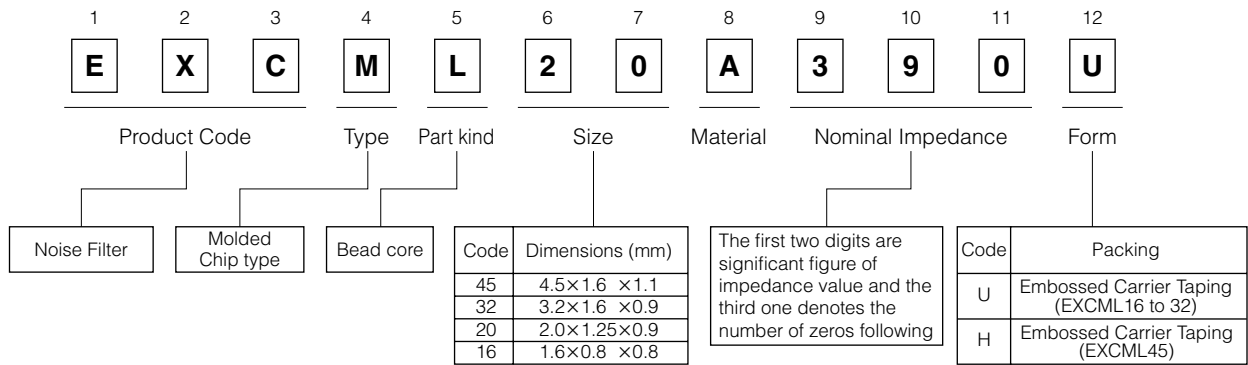 1 2 3 4 5 6 7 8 9 10 11 12
E X C M L 2 0 A 3 9 0 U
Product Code Type Part kind Size Material Nominal Impedance Form
Noise Filter
Molded
Chip type
Bead core
Code Dimensions (mm)
45 4.5×1.6 ×1.1
32 3.2×1.6 ×0.9
20 2.0×1.25×0.9
16 1.6×0.8 ×0.8
The first two digits are
significant figure of
impedance value and the
third one denotes the
number of zeros following
Code Packing
U Embossed Carrier Taping
(EXCML16 to 32)
H Embossed Carrier Taping
(EXCML45)